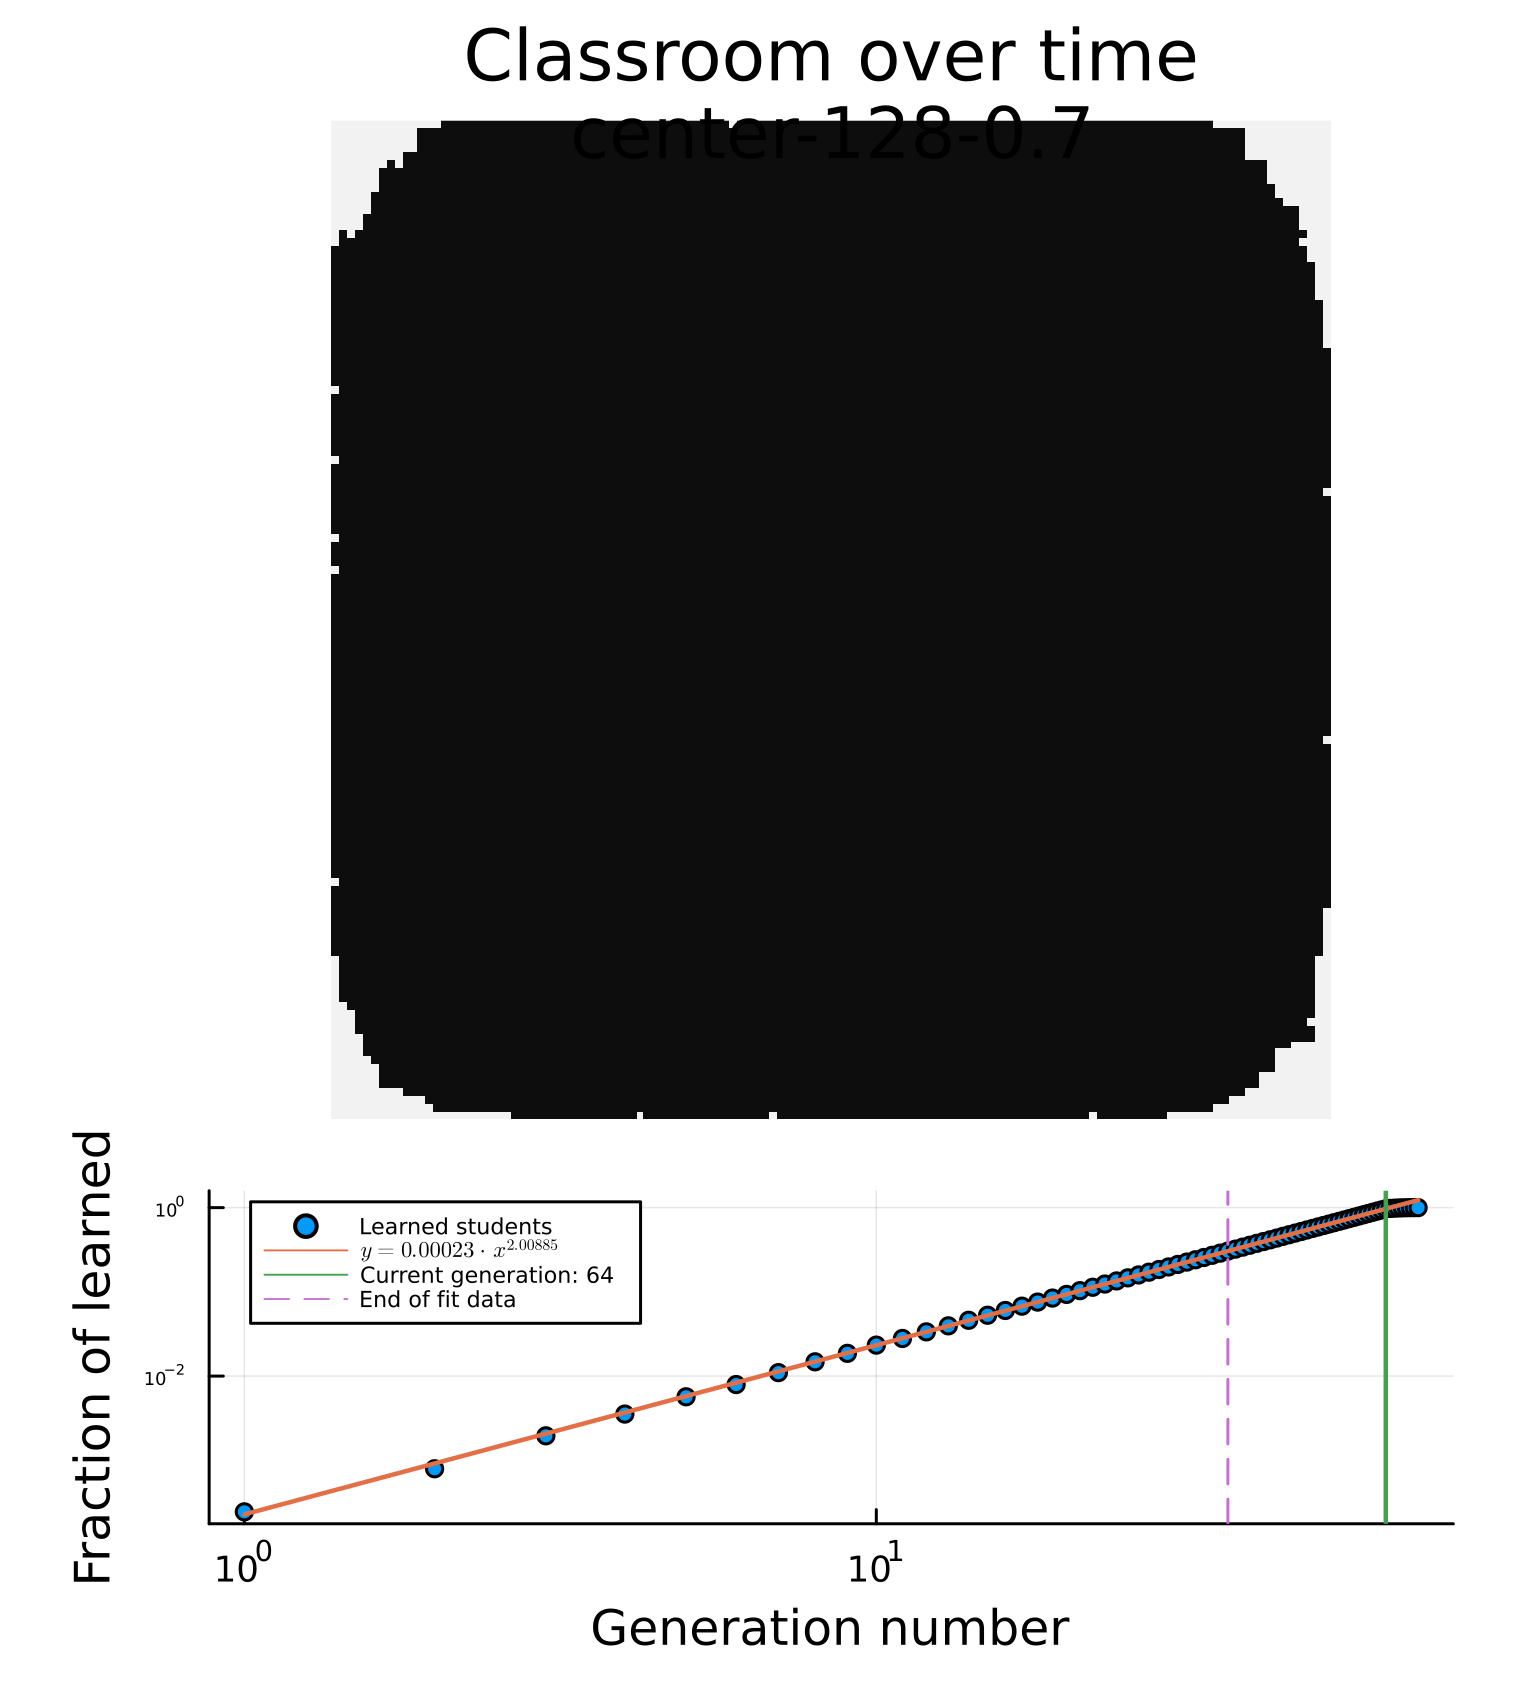 Classroom over time
center-128-0.7
Fraction of learned
10^0
10^-2
Learned students
y = 0.00023 · x^2.00885
Current generation: 64
End of fit data
10^0
10^1
Generation number